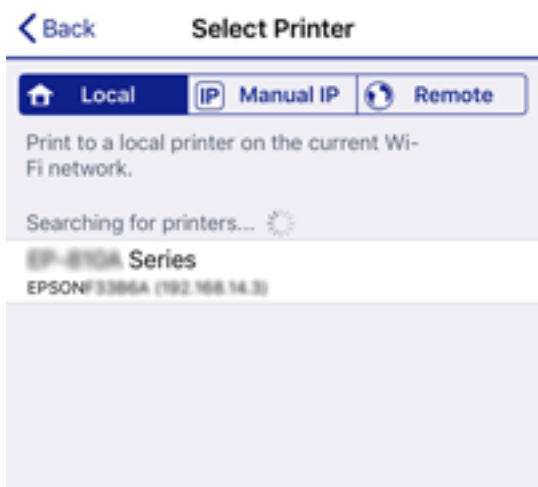 Back Select Printer
Local IP Manual IP Remote
Print to a local printer on the current Wi-
Fi network.
Searching for printers...
Series
EPSON